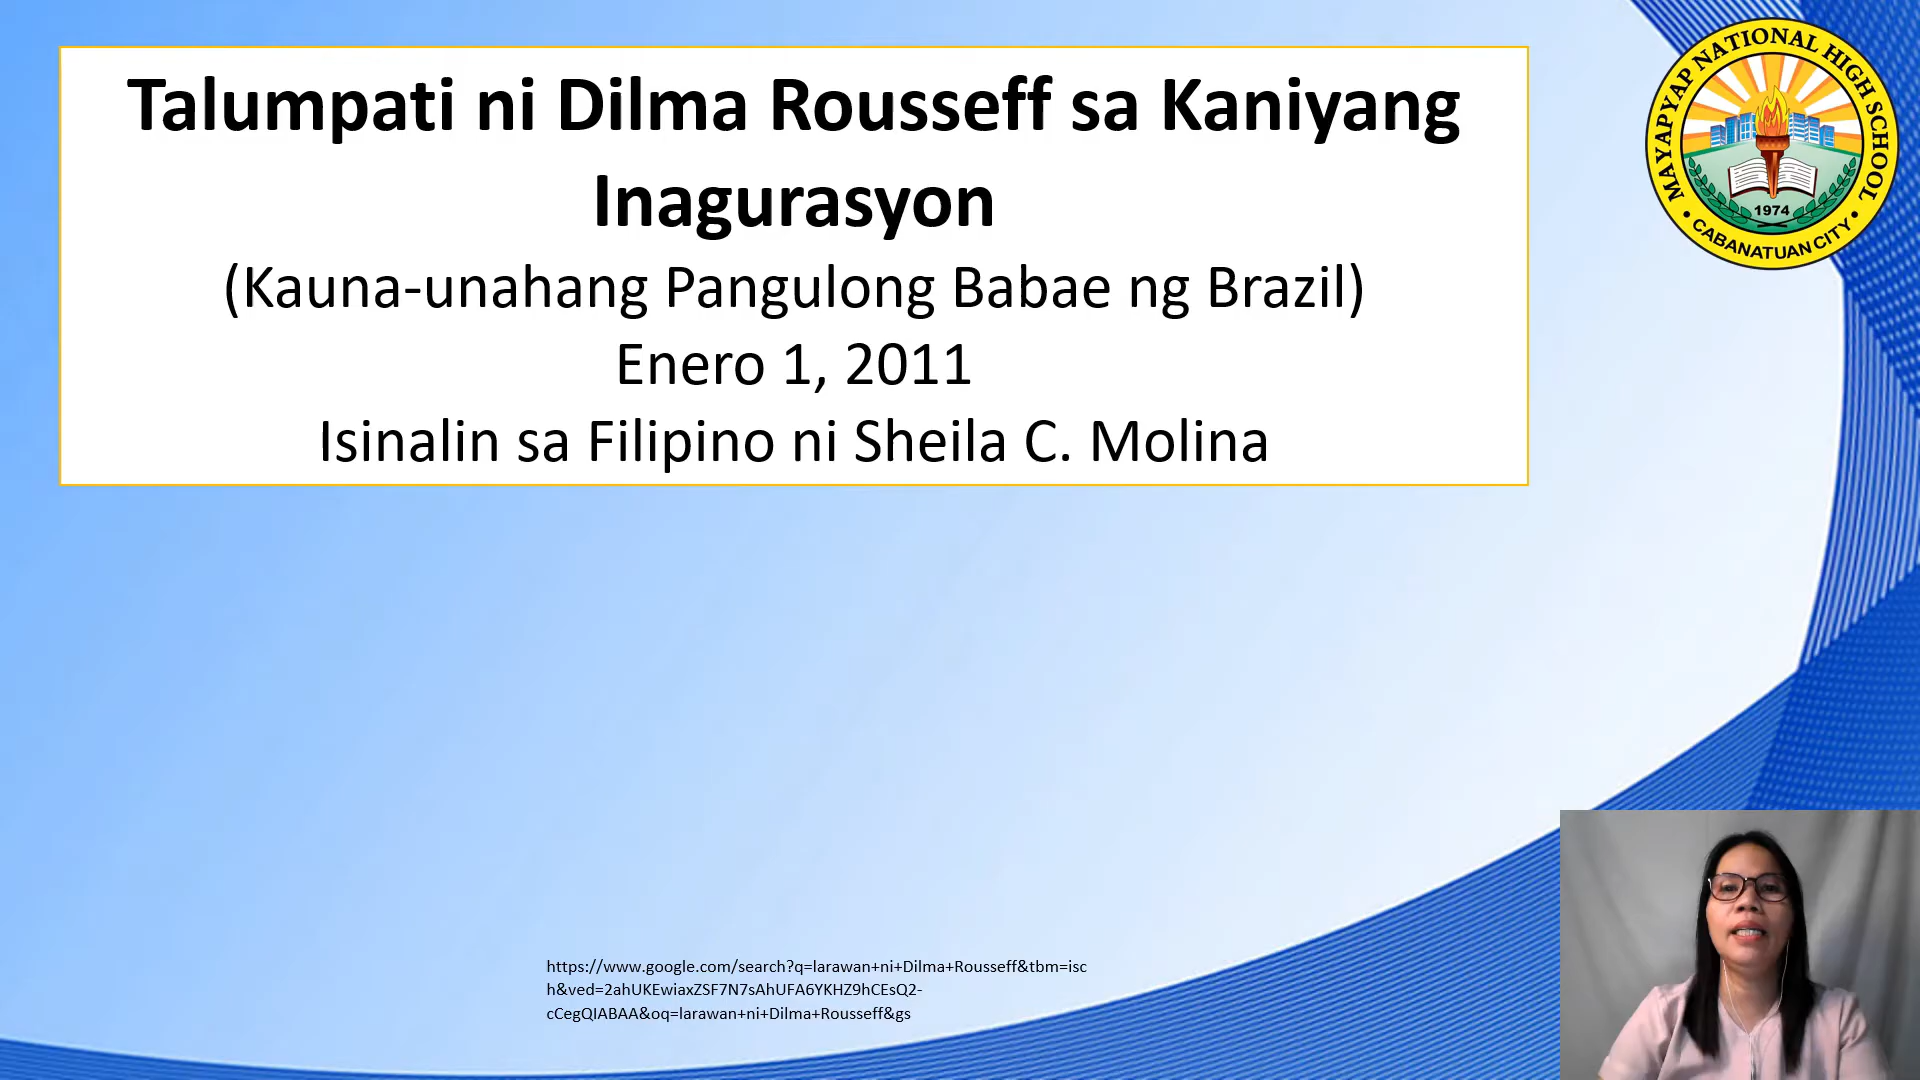 Talumpati ni Dilma Rousseff sa Kaniyang
Inagurasyon
(Kauna-unahang Pangulong Babae ng Brazil)
Enero 1, 2011
Isinalin sa Filipino ni Sheila C. Molina
MAYAPYAP NATIONAL HIGH SCHOOL
1974
• CABANATUAN CITY •
https://www.google.com/search?q=larawan+ni+Dilma+Rousseff&tbm=isc
h&ved=2ahUKEwiaxZSF7N7sAhUFA6YKHZ9hCEsQ2-
cCegQIABAA&oq=larawan+ni+Dilma+Rousseff&gs